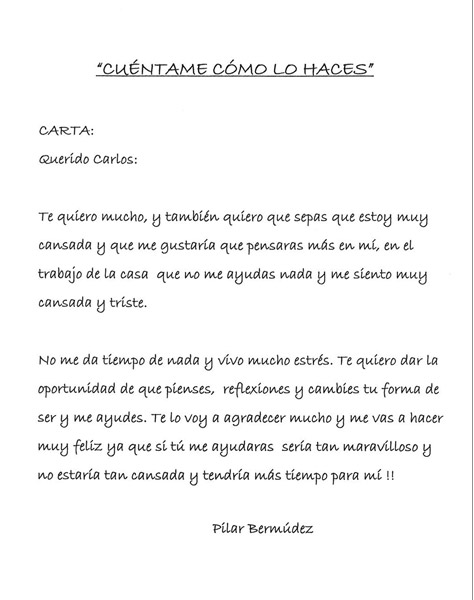 “CUÉNTAME CÓMO LO HACES”
CARTA:
Querido Carlos:
Te quiero mucho, y también quiero que sepas que estoy muy
cansada y que me gustaría que pensaras más en mí, en el
trabajo de la casa que no me ayudas nada y me siento muy
cansada y triste.
No me da tiempo de nada y vivo mucho estrés. Te quiero dar la
oportunidad de que pienses, reflexiones y cambies tu forma de
ser y me ayudes. Te lo voy a agradecer mucho y me vas a hacer
muy feliz ya que si tú me ayudaras sería tan maravilloso y
no estaría tan cansada y tendría más tiempo para mí !!
Pilar Bermúdez